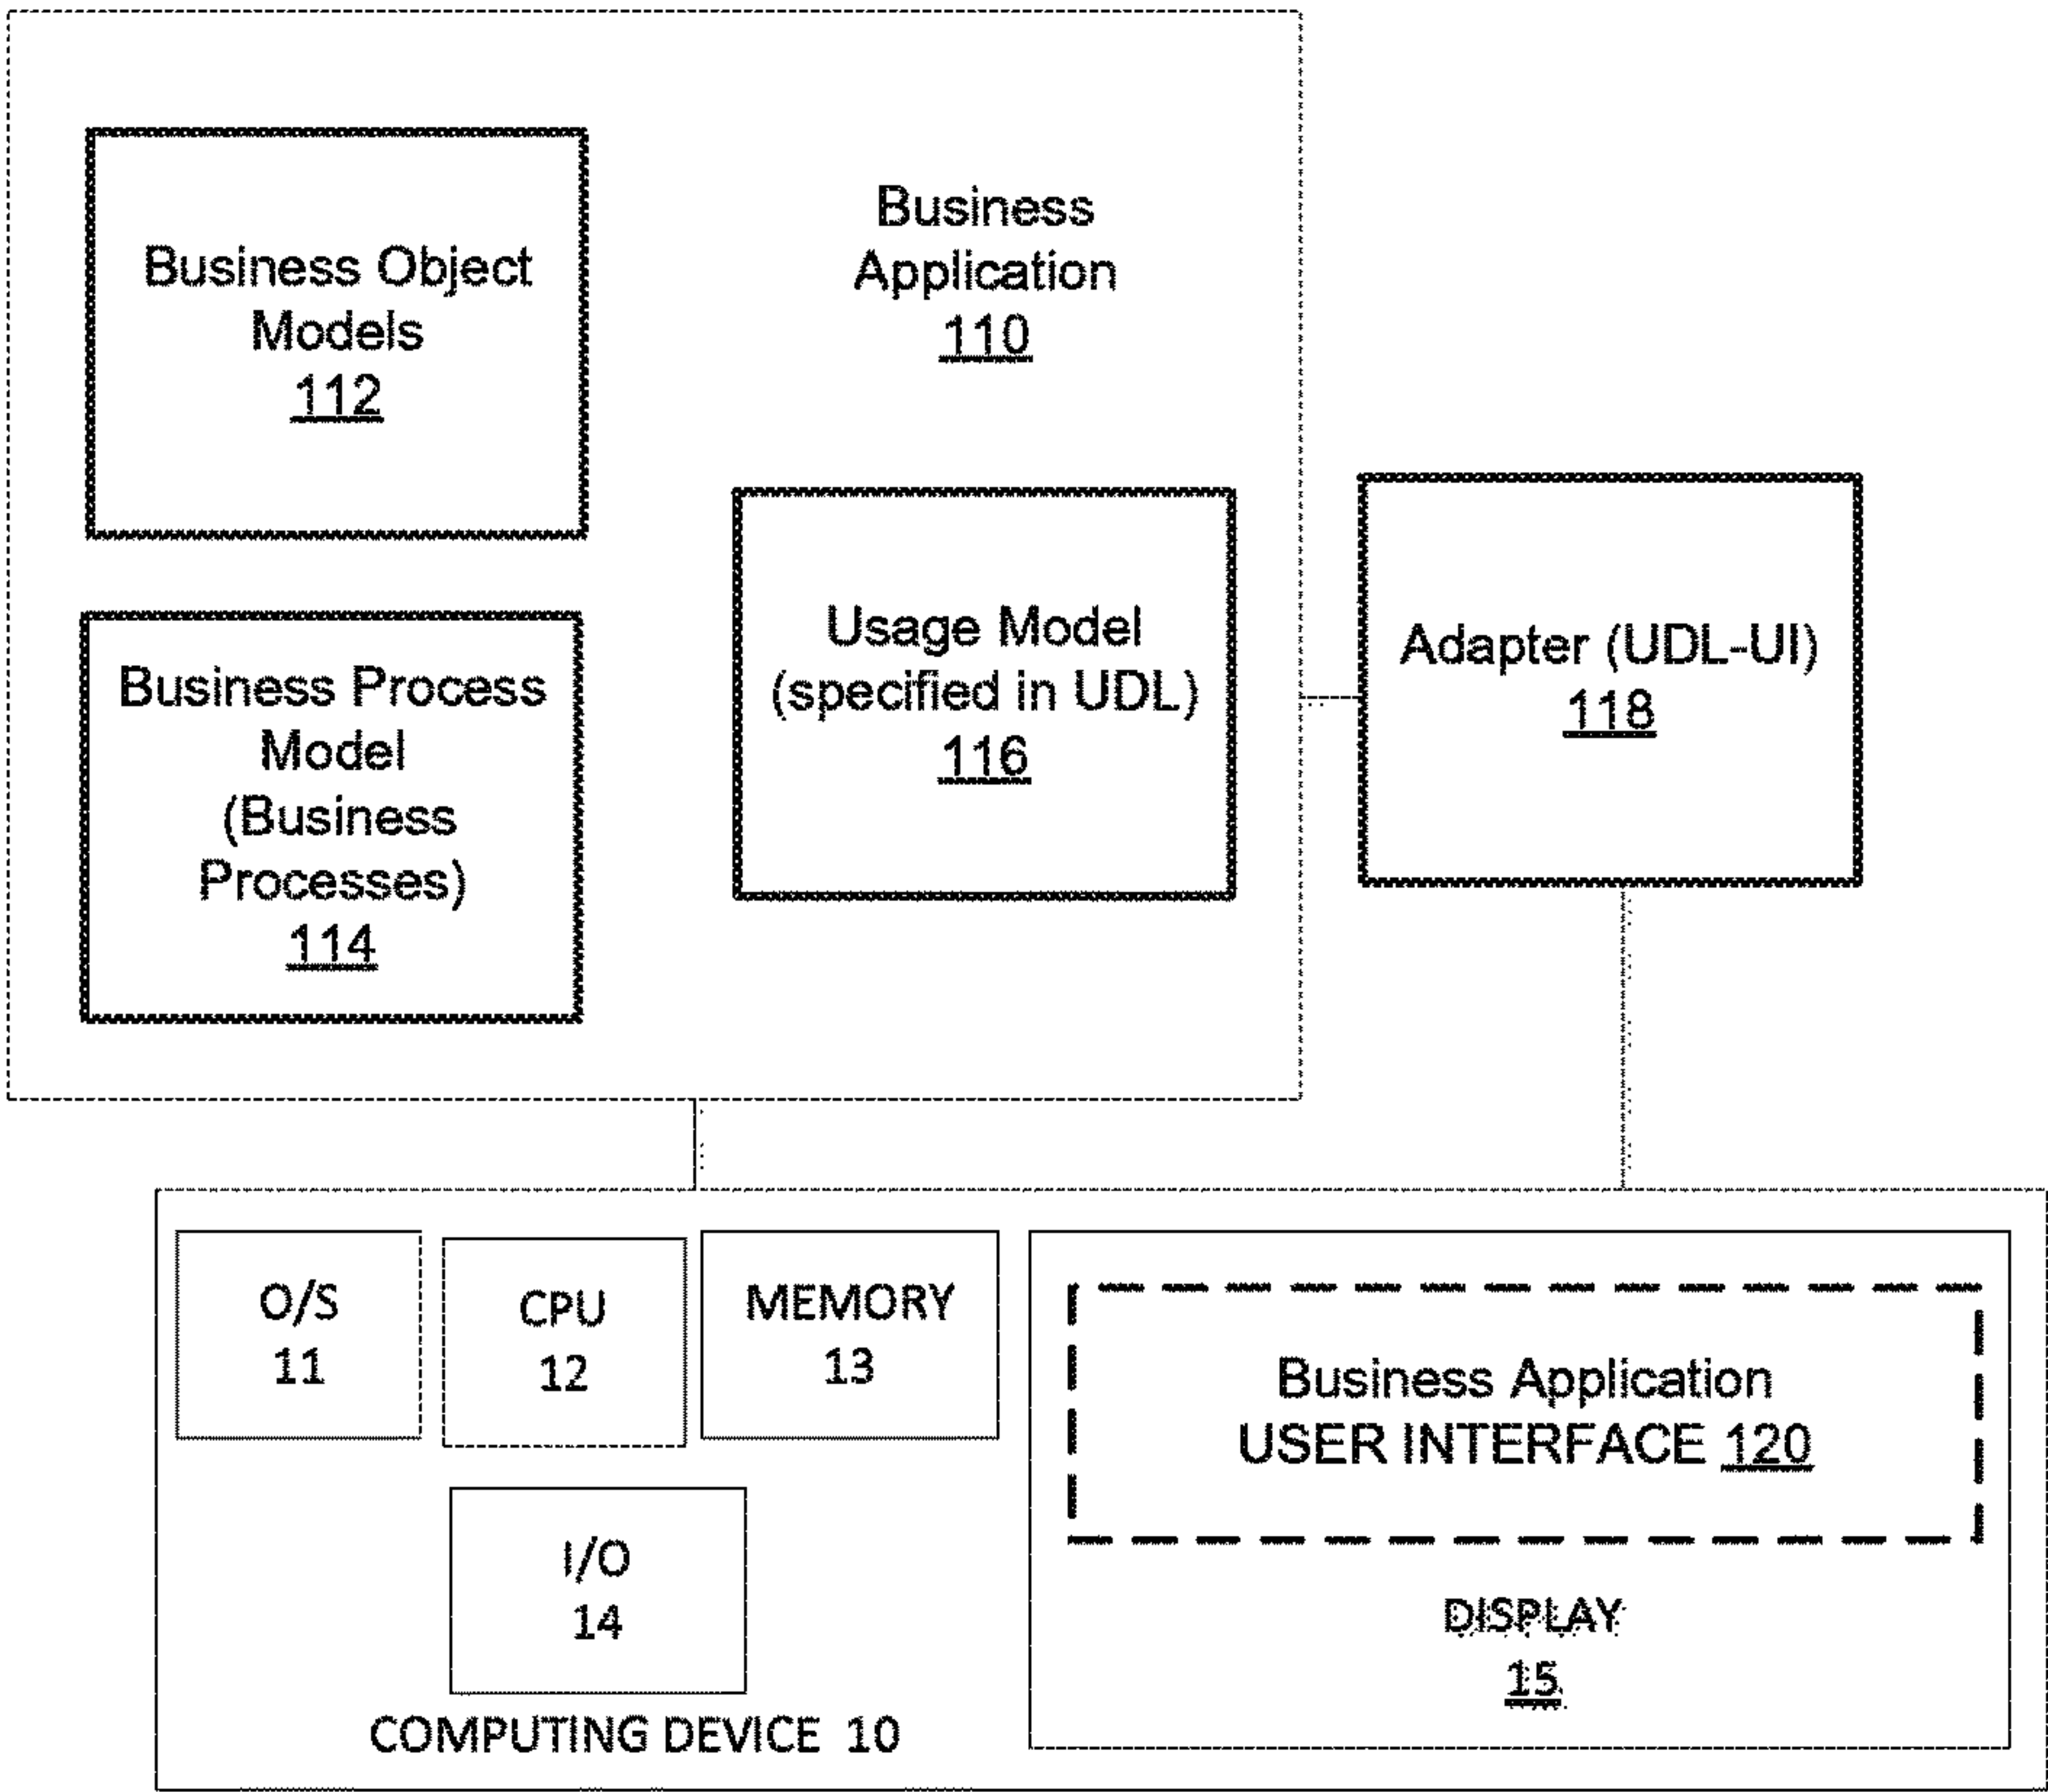 Business Object
Models
112
Business
Application
110
Business Process
Model
(Business
Processes)
114
Usage Model
(specified in UDL)
116
Adapter (UDL-UI)
118
O/S
11
CPU
12
MEMORY
13
I/O
14
COMPUTING DEVICE 10
Business Application
USER INTERFACE 120
DISPLAY
15